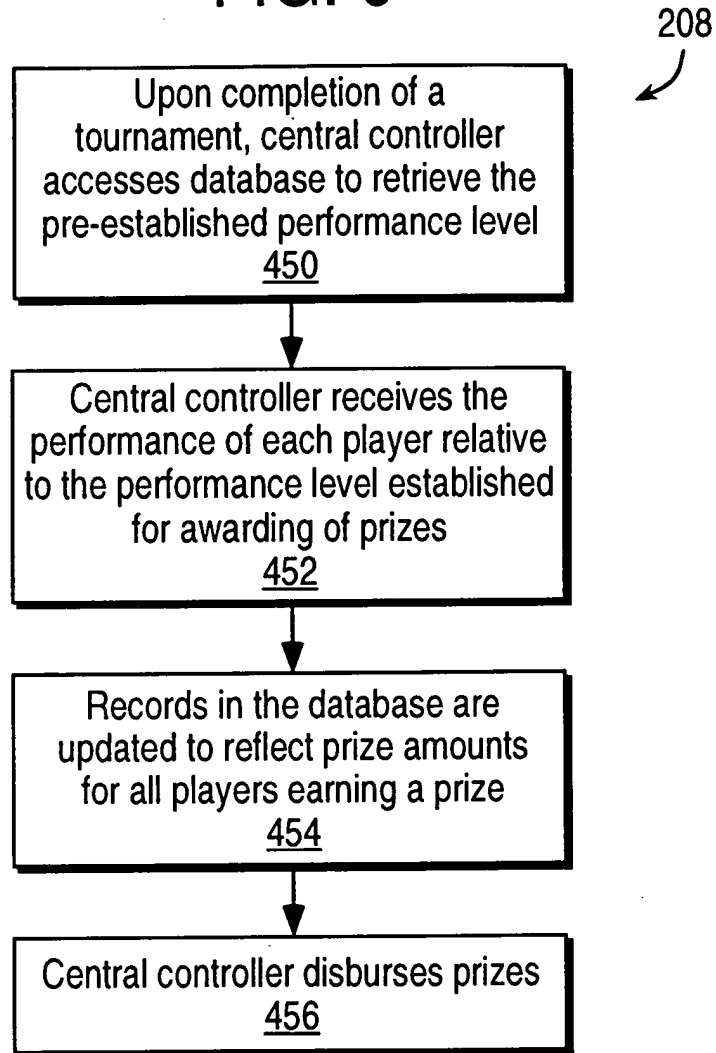 208
Upon completion of a
tournament, central controller
accesses database to retrieve the
pre-established performance level
450
Central controller receives the
performance of each player relative
to the performance level established
for awarding of prizes
452
Records in the database are
updated to reflect prize amounts
for all players earning a prize
454
Central controller disburses prizes
456